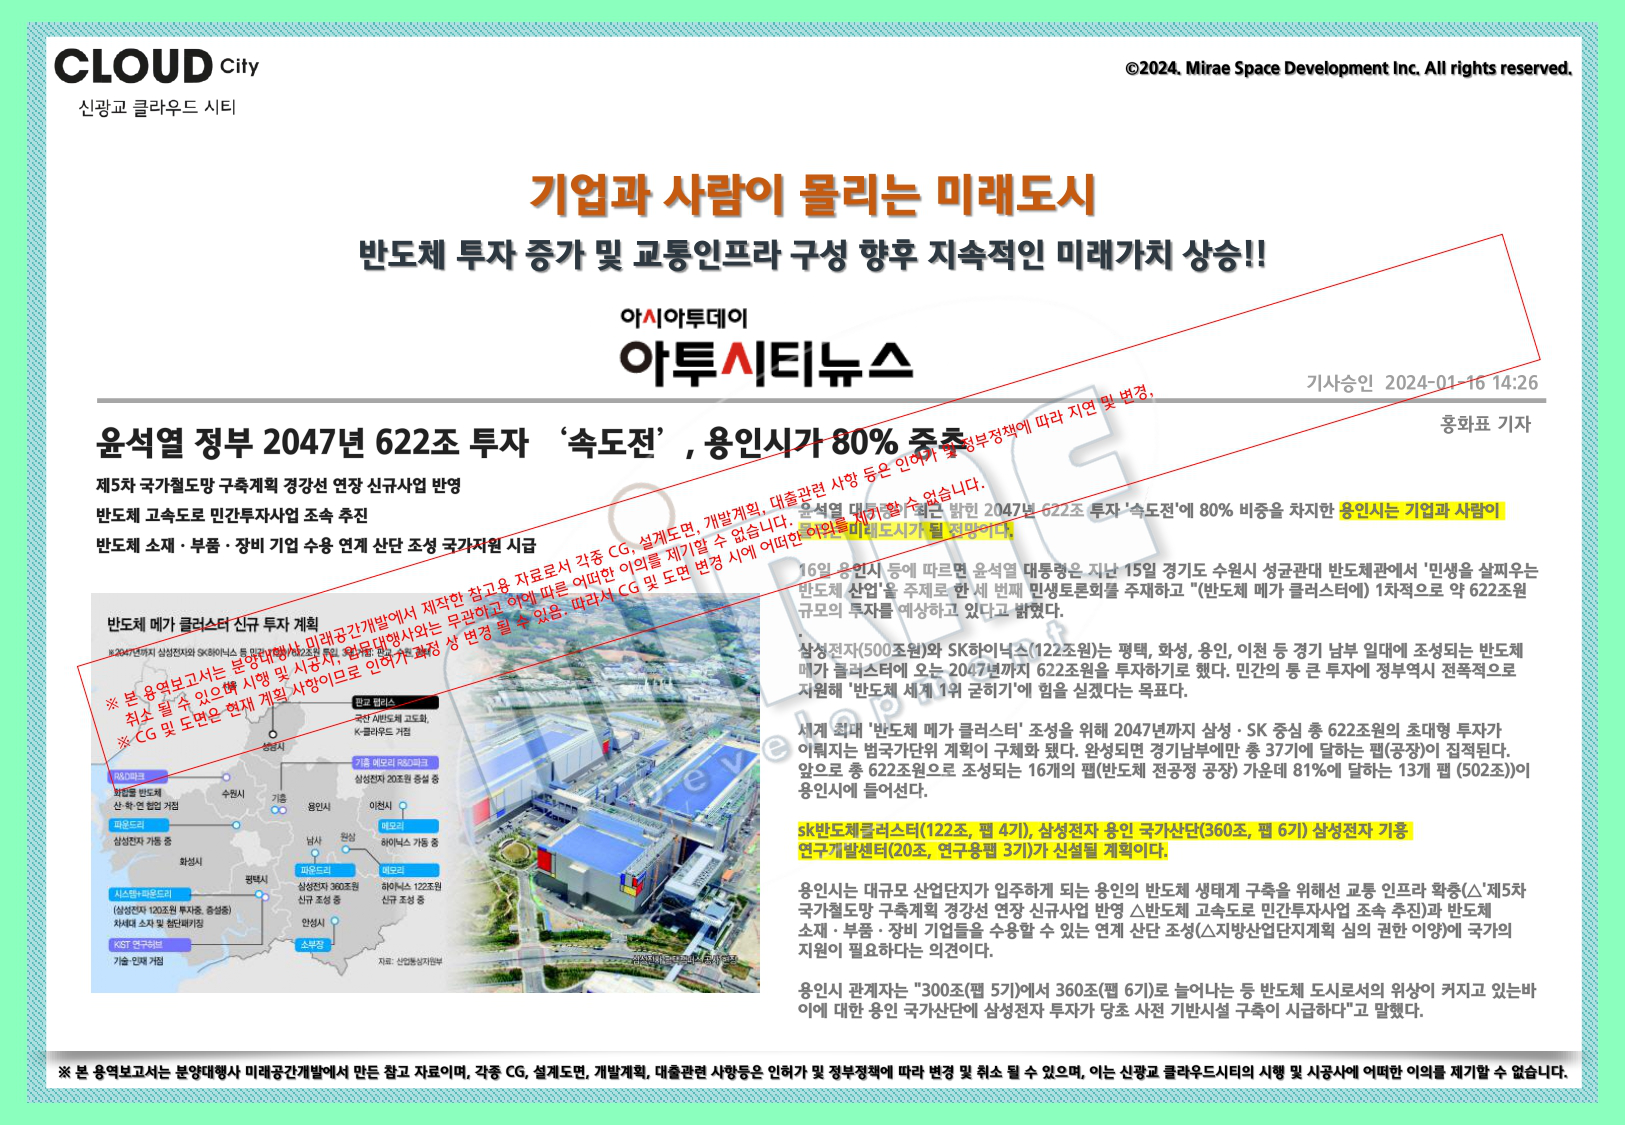 CLOUD City
신광교 클라우드 시티
©2024. Mirae Space Development Inc. All rights reserved.
기업과 사람이 몰리는 미래도시
반도체 투자 증가 및 교통인프라 구성 향후 지속적인 미래가치 상승!!
아시아투데이
아투시티뉴스
기사승인 2024-01-16 14:26
홍화표 기자
윤석열 정부 2047년 622조 투자 ‘속도전’, 용인시가 80% 중추
제5차 국가철도망 구축계획 경강선 연장 신규사업 반영
반도체 고속도로 민간투자사업 조속 추진
반도체 소재·부품·장비 기업 수용 연계 산단 조성 국가지원 시급
윤석열 대통령이 최근 밝힌 2047년 622조 투자 '속도전'에 80% 비중을 차지한 용인시는 기업과 사람이
몰리는 미래도시가 될 전망이다.
16일 용인시 등에 따르면 윤석열 대통령은 지난 15일 경기도 수원시 성균관대 반도체관에서 '민생을 살찌우는
반도체 산업'을 주제로 한 세 번째 민생토론회를 주재하고 "(반도체 메가 클러스터에) 1차적으로 약 622조원
규모의 투자를 예상하고 있다고 밝혔다.
.
삼성전자(500조원)와 SK하이닉스(122조원)는 평택, 화성, 용인, 이천 등 경기 남부 일대에 조성되는 반도체
메가 클러스터에 오는 2047년까지 622조원을 투자하기로 했다. 민간의 통 큰 투자에 정부역시 전폭적으로
지원해 '반도체 세계 1위 굳히기'에 힘을 실겠다는 목표다.
세계 최대 '반도체 메가 클러스터' 조성을 위해 2047년까지 삼성·SK 중심 총 622조원의 초대형 투자가
이뤄지는 범국가단위 계획이 구체화 됐다. 완성되면 경기남부에만 총 37기에 달하는 팹(공장)이 집적된다.
앞으로 총 622조원으로 조성되는 16개의 팹(반도체 전공정 공장) 가운데 81%에 달하는 13개 팹 (502조))이
용인시에 들어선다.
sk반도체클러스터(122조, 팹 4기), 삼성전자 용인 국가산단(360조, 팹 6기) 삼성전자 기흥
연구개발센터(20조, 연구용팹 3기)가 신설될 계획이다.
용인시는 대규모 산업단지가 입주하게 되는 용인의 반도체 생태계 구축을 위해선 교통 인프라 확충(△'제5차
국가철도망 구축계획 경강선 연장 신규사업 반영 △반도체 고속도로 민간투자사업 조속 추진)과 반도체
소재·부품·장비 기업들을 수용할 수 있는 연계 산단 조성(△지방산업단지계획 심의 권한 이양)에 국가의
지원이 필요하다는 의견이다.
용인시 관계자는 "300조(팹 5기)에서 360조(팹 6기)로 늘어나는 등 반도체 도시로서의 위상이 커지고 있는바
이에 대한 용인 국가산단에 삼성전자 투자가 당초 사전 기반시설 구축이 시급하다"고 말했다.
반도체 메가 클러스터 신규 투자 계획
※2047년까지 삼성전자와 SK하이닉스 등 민간
판교 팹리스
국산 AI반도체 고도화,
K-클라우드 거점
성남시
기흥 메모리 R&D파크
삼성전자 20조원 증설 중
R&D파크
화합물 반도체
산·학·연 협업 거점
수원시
기흥
용인시
이천시
파운드리
삼성전자 가동 중
메모리
하이닉스 가동 중
남사
원삼
화성시
평택시
파운드리
삼성전자 360조원
신규 조성 중
메모리
하이닉스 122조원
신규 조성 중
시스템+파운드리
(삼성전자 120조원 투자중, 증설중)
차세대 소자 및 첨단패키징
안성시
소부장
KIST 연구허브
기술·인재 거점
자료: 산업통상자원부
※ 본 용역보고서는 분양대행사 미래공간개발에서 제작한 참고용 자료로서 각종 CG, 설계도면, 개발계획, 대출관련 사항 등은 인허가 및 정부정책에 따라 지연 및 변경,
취소 될 수 있으며 시행 및 시공사, 업무대행사와는 무관하고 이에 따른 어떠한 이의를 제기할 수 없습니다.
※ CG 및 도면은 현재 계획 사항이므로 인허가 과정 상 변경 될 수 있음. 따라서 CG 및 도면 변경 시에 어떠한 이의를 제기 할 수 없습니다.
MiRAE
Development
※ 본 용역보고서는 분양대행사 미래공간개발에서 만든 참고 자료이며, 각종 CG, 설계도면, 개발계획, 대출관련 사항등은 인허가 및 정부정책에 따라 변경 및 취소 될 수 있으며, 이는 신광교 클라우드시티의 시행 및 시공사에 어떠한 이의를 제기할 수 없습니다.